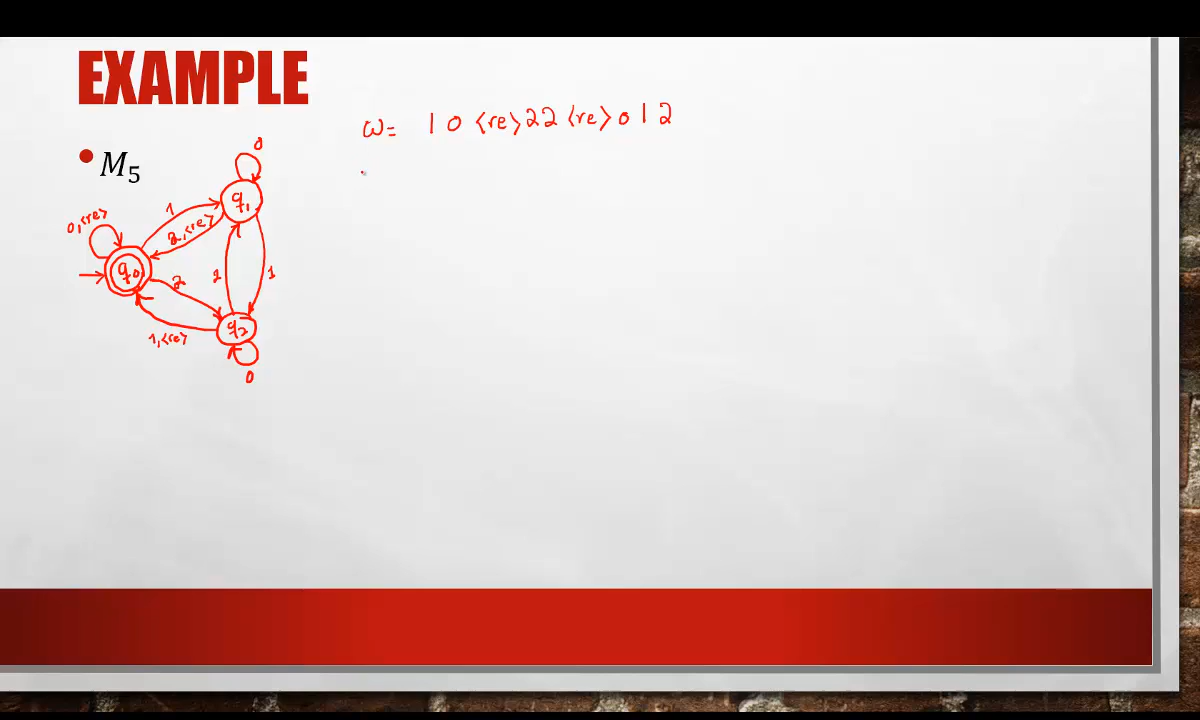 EXAMPLE
ω= 1 0 <re> 2 2 <re> 0 1 2
• M₅
0
q₁
1
0,<re>
2,<re>
q₀
2
2
1
q₂
1,<re>
0